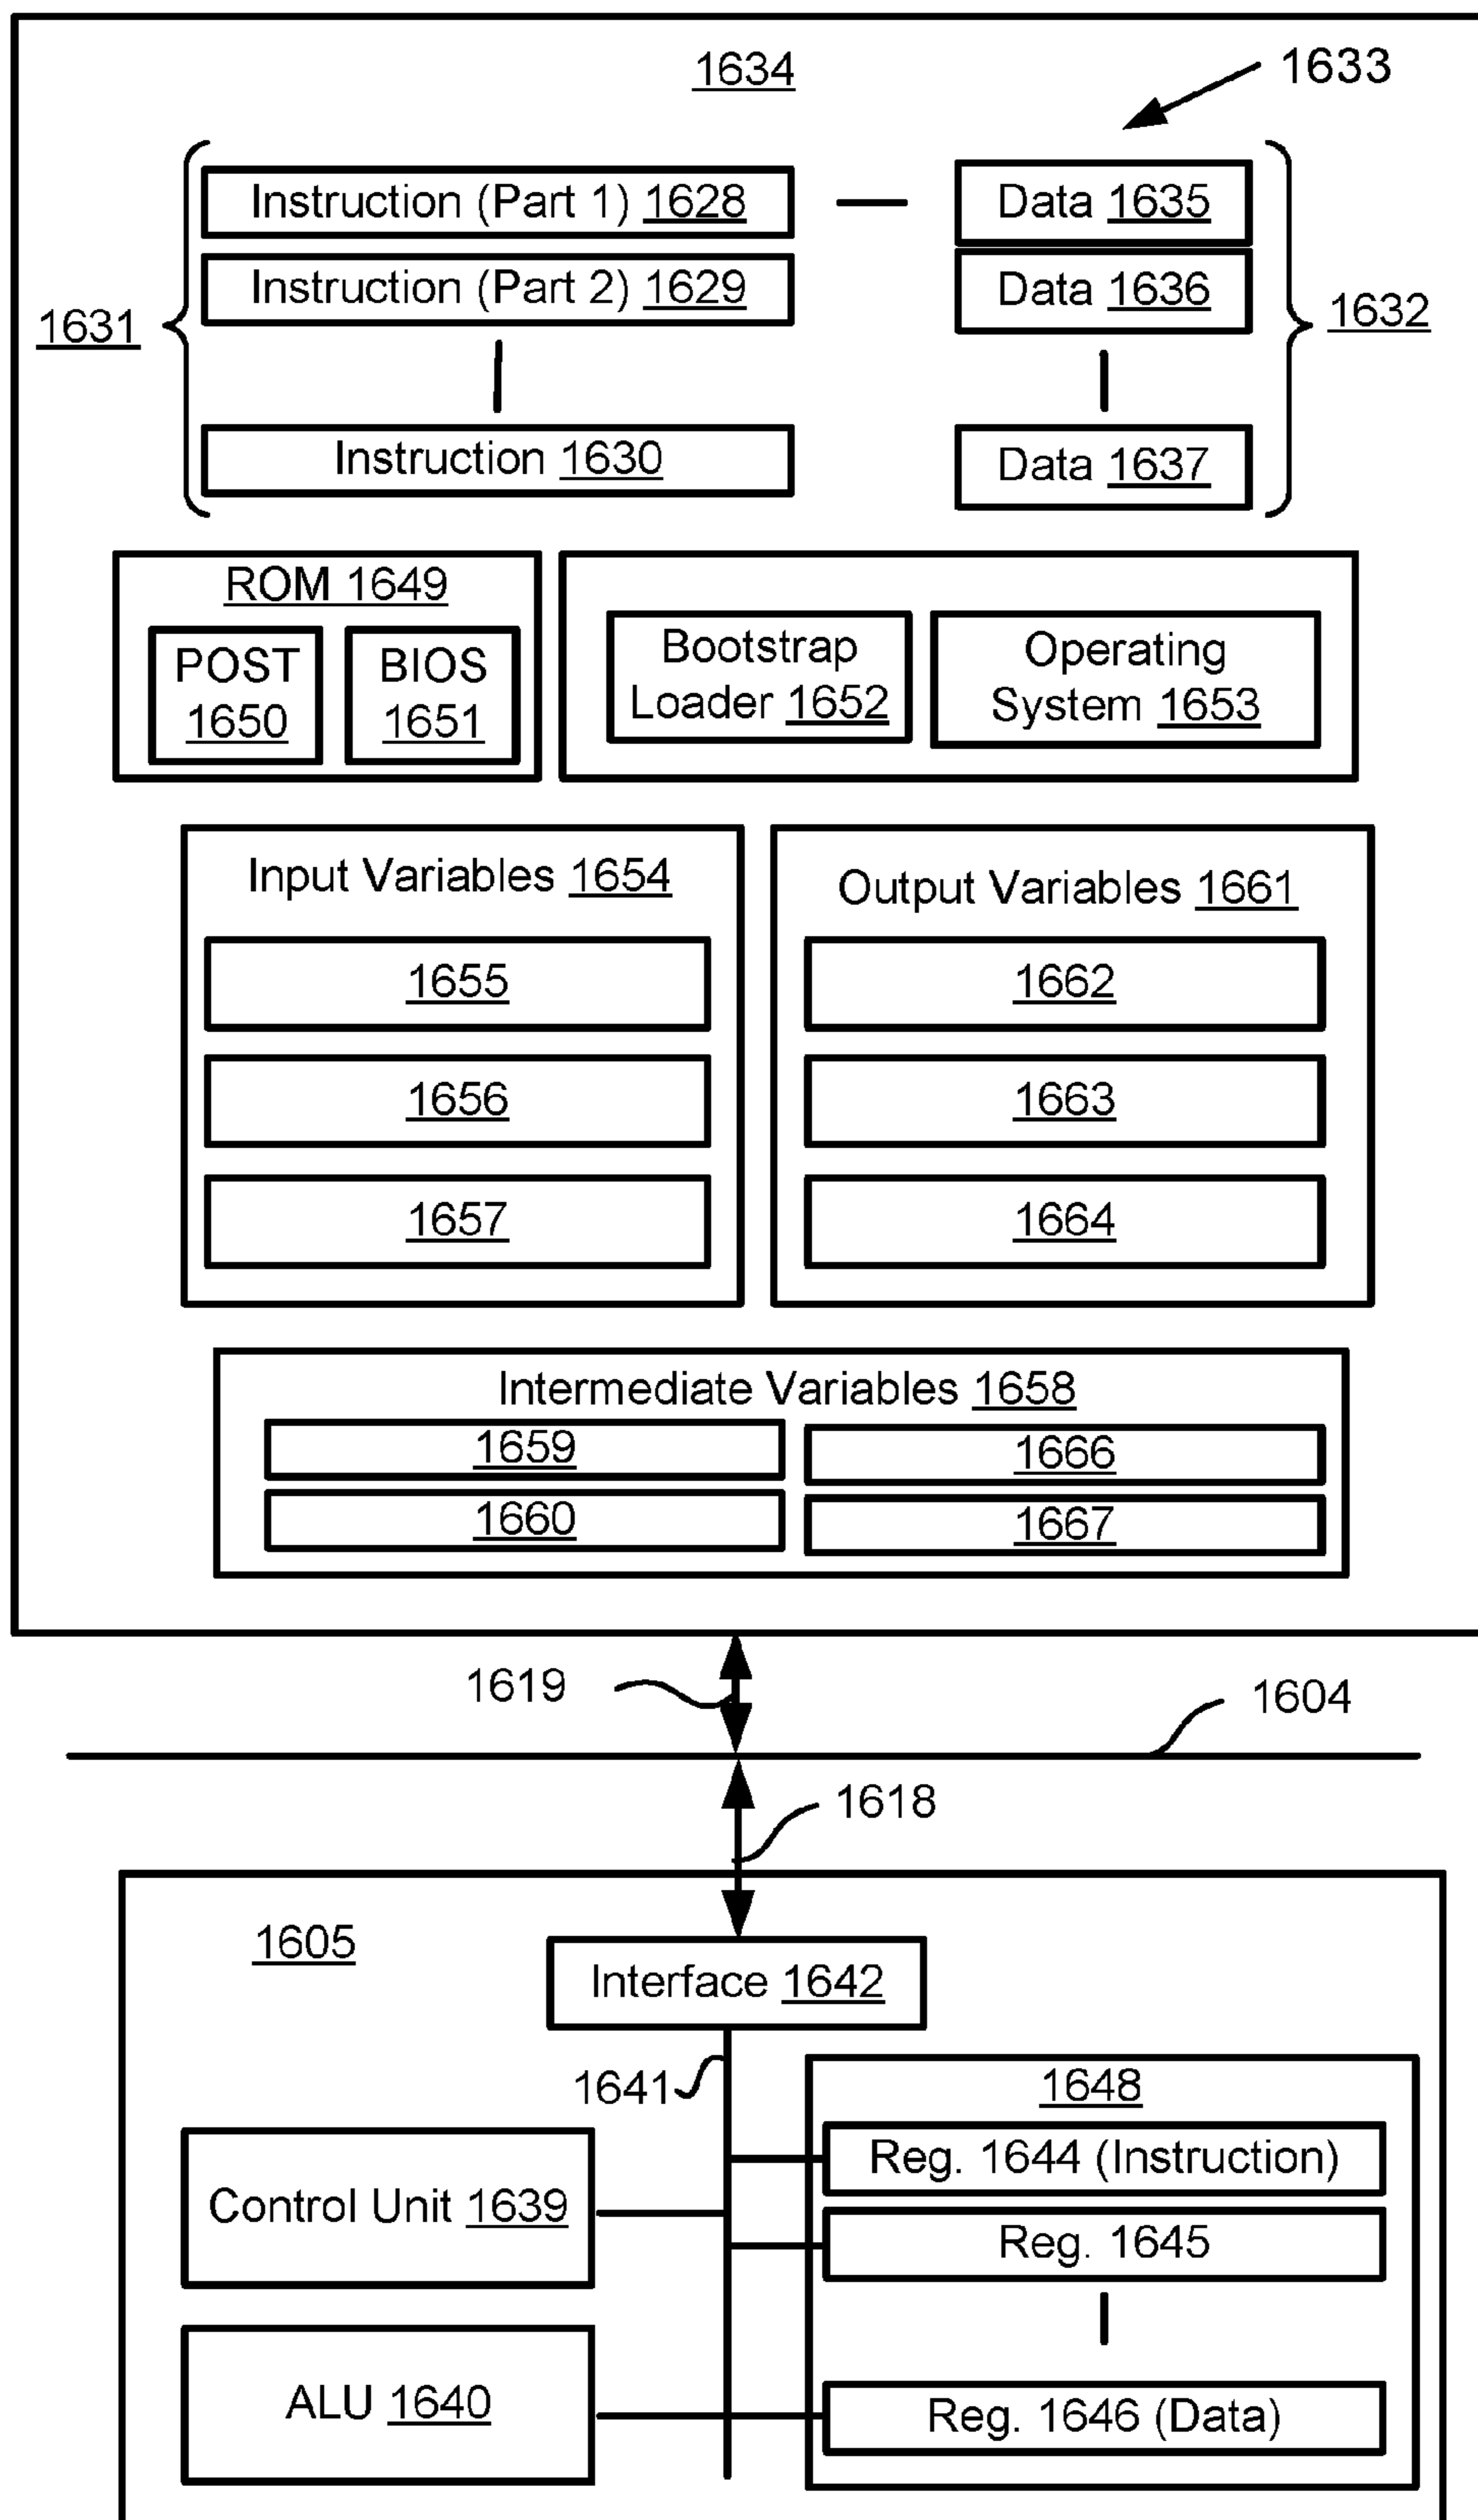 1634
1633
Instruction (Part 1) 1628
Data 1635
Instruction (Part 2) 1629
Data 1636
1631
1632
Instruction 1630
Data 1637
ROM 1649
POST
1650
BIOS
1651
Bootstrap
Loader 1652
Operating
System 1653
Input Variables 1654
1655
1656
1657
Output Variables 1661
1662
1663
1664
Intermediate Variables 1658
1659
1666
1660
1667
1619
1604
1618
1605
Interface 1642
1641
1648
Reg. 1644 (Instruction)
Control Unit 1639
Reg. 1645
ALU 1640
Reg. 1646 (Data)